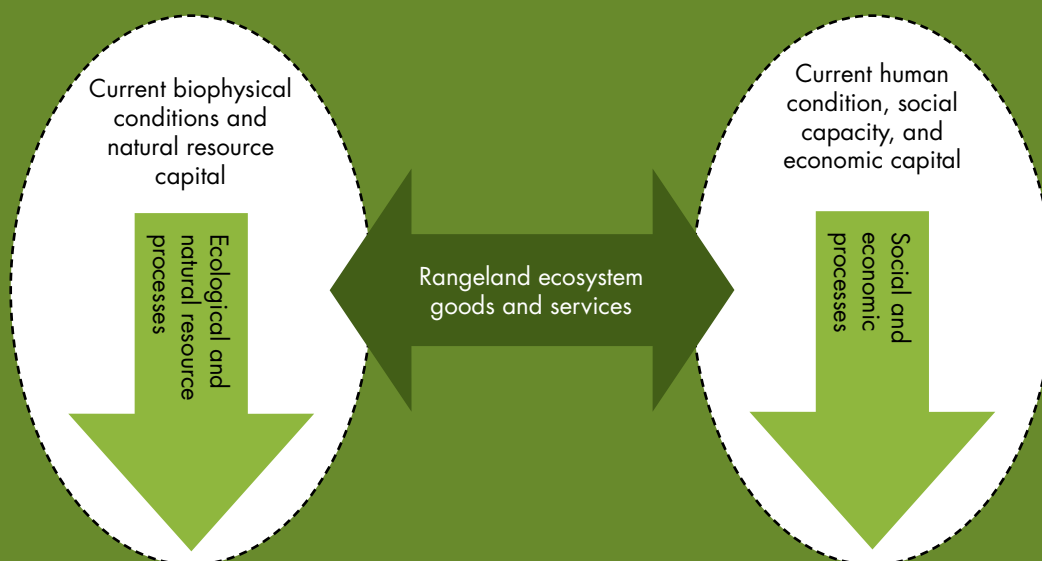 Current biophysical
conditions and
natural resource
capital
Ecological and
natural resource
processes
Rangeland ecosystem
goods and services
Current human
condition, social
capacity, and
economic capital
Social and
economic
processes